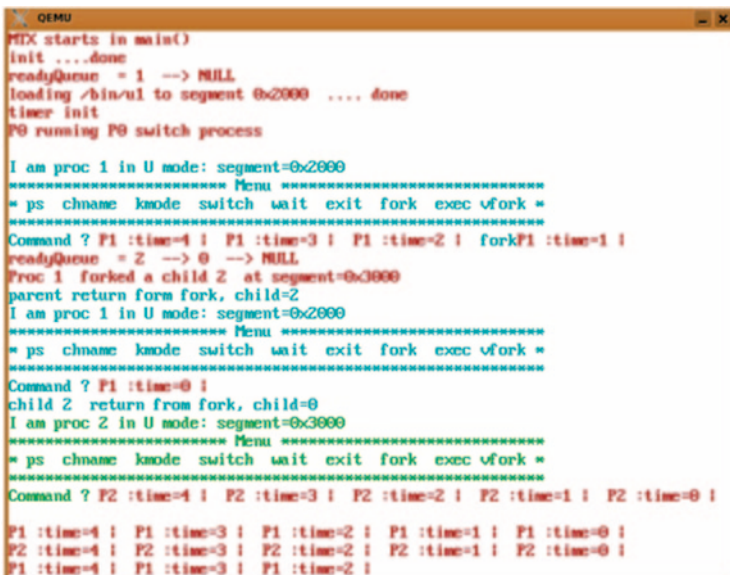 QEMU
MTX starts in main()
init ....done
readyQueue = 1 --> NULL
loading /bin/u1 to segment 0x2000 .... done
timer init
P0 running P0 switch process
I am proc 1 in U mode: segment=0x2000
************************ Menu *****************************
* ps chname kmode switch wait exit fork exec vfork *
***********************************************************
Command ? P1 :time=4 | P1 :time=3 | P1 :time=2 | forkP1 :time=1 |
readyQueue = 2 --> 0 --> NULL
Proc 1 forked a child 2 at segment=0x3000
parent return form fork, child=2
I am proc 1 in U mode: segment=0x2000
************************ Menu *****************************
* ps chname kmode switch wait exit fork exec vfork *
***********************************************************
Command ? P1 :time=0 |
child 2 return from fork, child=0
I am proc 2 in U mode: segment=0x3000
************************ Menu *****************************
* ps chname kmode switch wait exit fork exec vfork *
***********************************************************
Command ? P2 :time=4 | P2 :time=3 | P2 :time=2 | P2 :time=1 | P2 :time=0 |
P1 :time=4 | P1 :time=3 | P1 :time=2 | P1 :time=1 | P1 :time=0 |
P2 :time=4 | P2 :time=3 | P2 :time=2 | P2 :time=1 | P2 :time=0 |
P1 :time=4 | P1 :time=3 | P1 :time=2 |